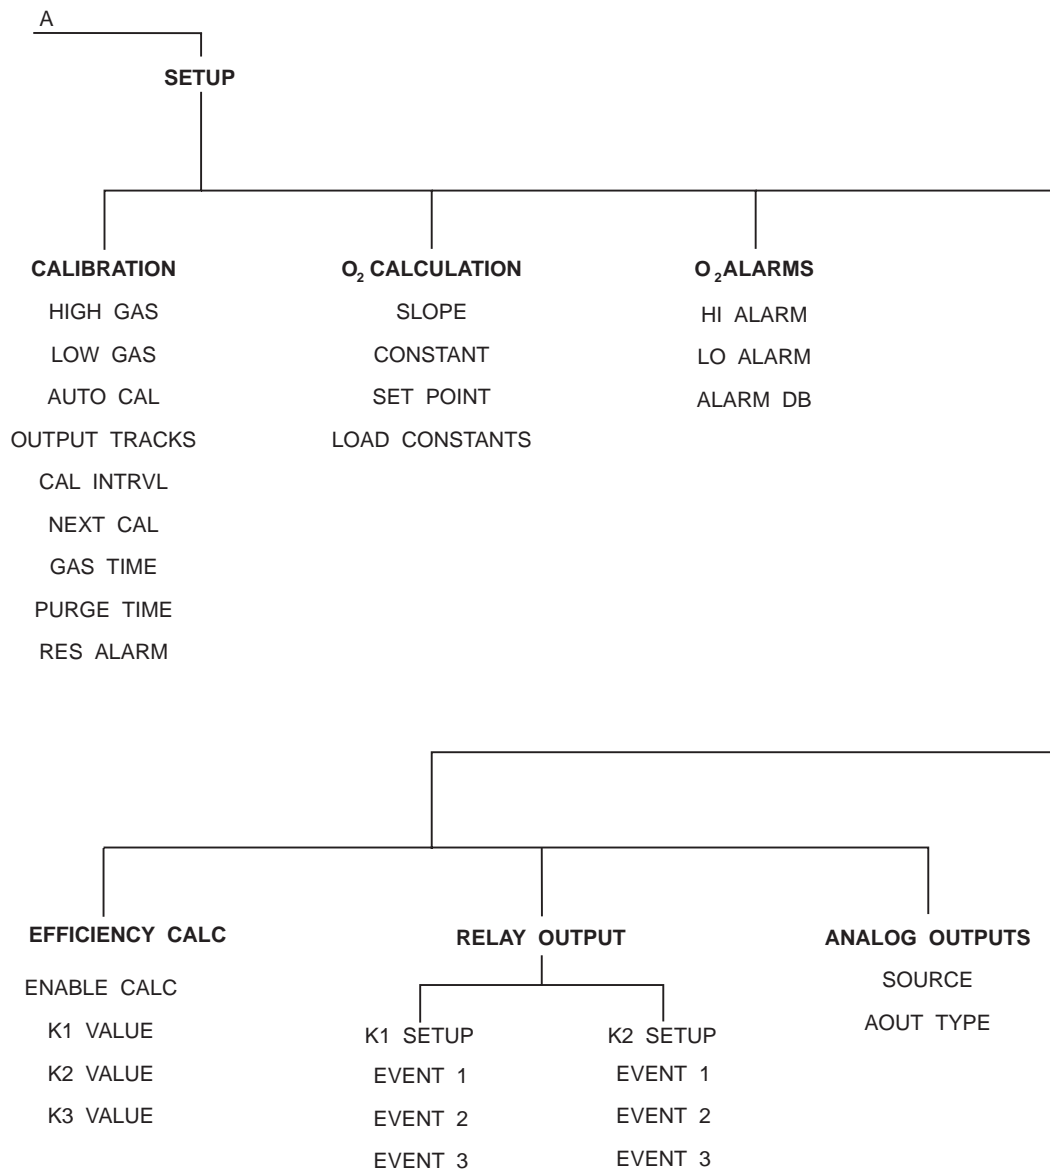 A
SETUP
CALIBRATION
HIGH GAS
LOW GAS
AUTO CAL
OUTPUT TRACKS
CAL INTRVL
NEXT CAL
GAS TIME
PURGE TIME
RES ALARM
O₂ CALCULATION
SLOPE
CONSTANT
SET POINT
LOAD CONSTANTS
O₂ ALARMS
HI ALARM
LO ALARM
ALARM DB
EFFICIENCY CALC
ENABLE CALC
K1 VALUE
K2 VALUE
K3 VALUE
RELAY OUTPUT
K1 SETUP
EVENT 1
EVENT 2
EVENT 3
K2 SETUP
EVENT 1
EVENT 2
EVENT 3
ANALOG OUTPUTS
SOURCE
AOUT TYPE